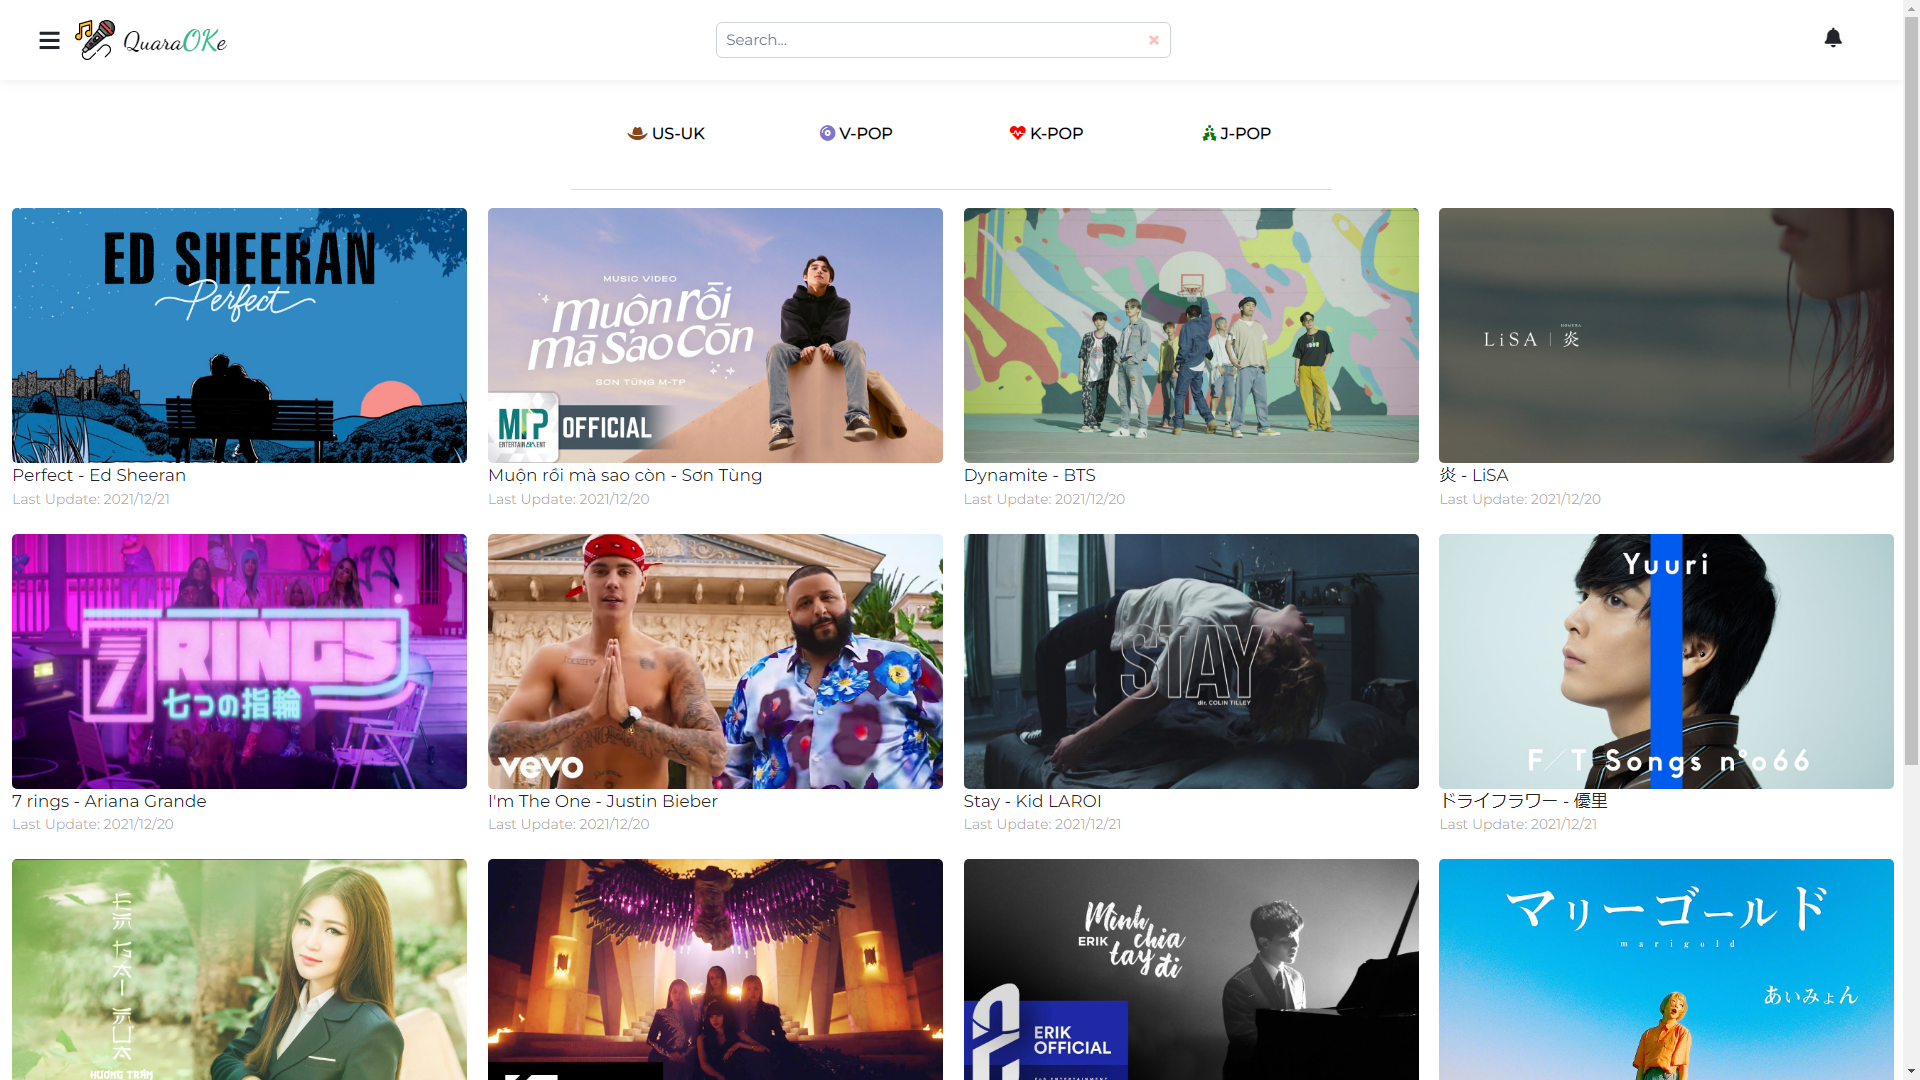 QuaraOKe
Search...
US-UK
V-POP
K-POP
J-POP
ED SHEERAN
Perfect
MUSIC VIDEO
muộn rồi
mà sao còn
SƠN TÙNG M-TP
MTP
ENTERTAINMENT
OFFICIAL
LiSA | 炎
HOMURA
Perfect - Ed Sheeran
Last Update: 2021/12/21
Muộn rồi mà sao còn - Sơn Tùng
Last Update: 2021/12/20
Dynamite - BTS
Last Update: 2021/12/20
炎 - LiSA
Last Update: 2021/12/20
7 RINGS
七つの指輪
vevo
STAY
dir. COLIN TILLEY
Yuuri
F/T Songs nºo66
7 rings - Ariana Grande
Last Update: 2021/12/20
I'm The One - Justin Bieber
Last Update: 2021/12/20
Stay - Kid LAROI
Last Update: 2021/12/21
ドライフラワー - 優里
Last Update: 2021/12/21
HƯƠNG TRÀM
Mình chia tay đi
ERIK
ERIK
OFFICIAL
マリーゴールド
marigold
あいみょん